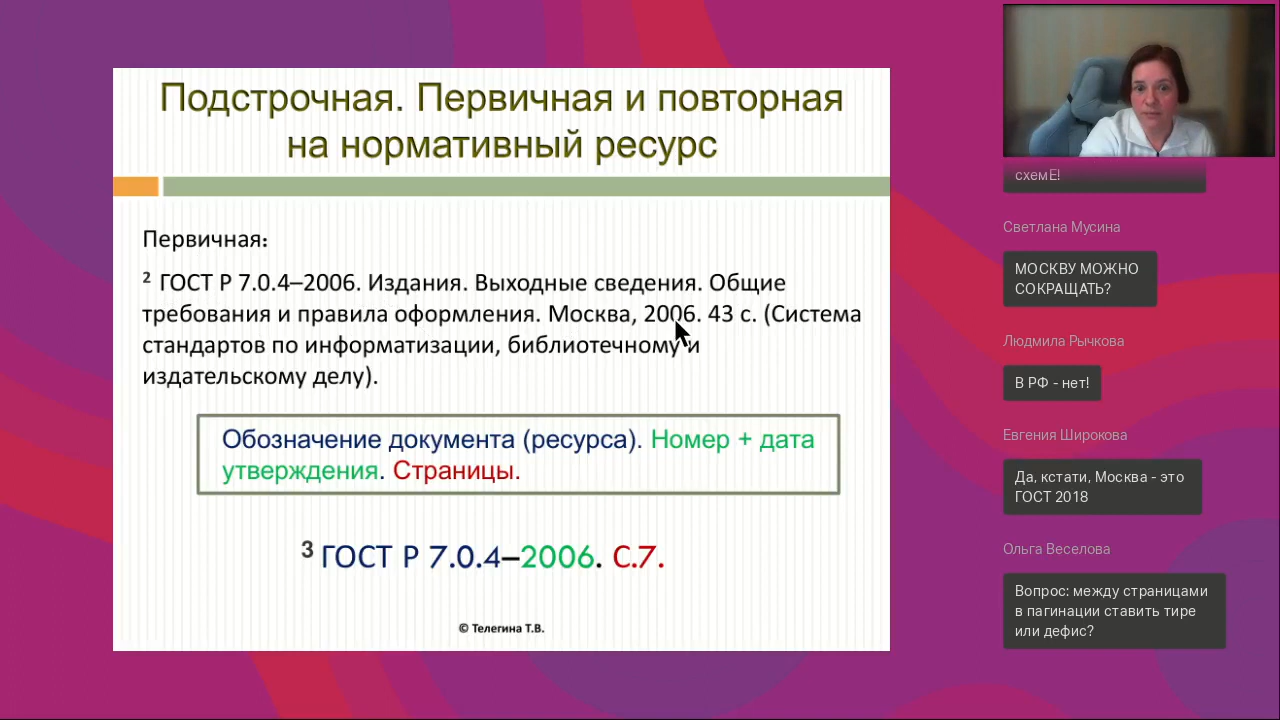 Подстрочная. Первичная и повторная
на нормативный ресурс
Первичная:
² ГОСТ Р 7.0.4–2006. Издания. Выходные сведения. Общие
требования и правила оформления. Москва, 2006. 43 с. (Система
стандартов по информатизации, библиотечному и
издательскому делу).
Обозначение документа (ресурса). Номер + дата
утверждения. Страницы.
³ ГОСТ Р 7.0.4–2006. С.7.
© Телегина Т.В.
схемЕ!
Светлана Мусина
МОСКВУ МОЖНО
СОКРАЩАТЬ?
Людмила Рычкова
В РФ - нет!
Евгения Широкова
Да, кстати, Москва - это
ГОСТ 2018
Ольга Веселова
Вопрос: между страницами
в пагинации ставить тире
или дефис?